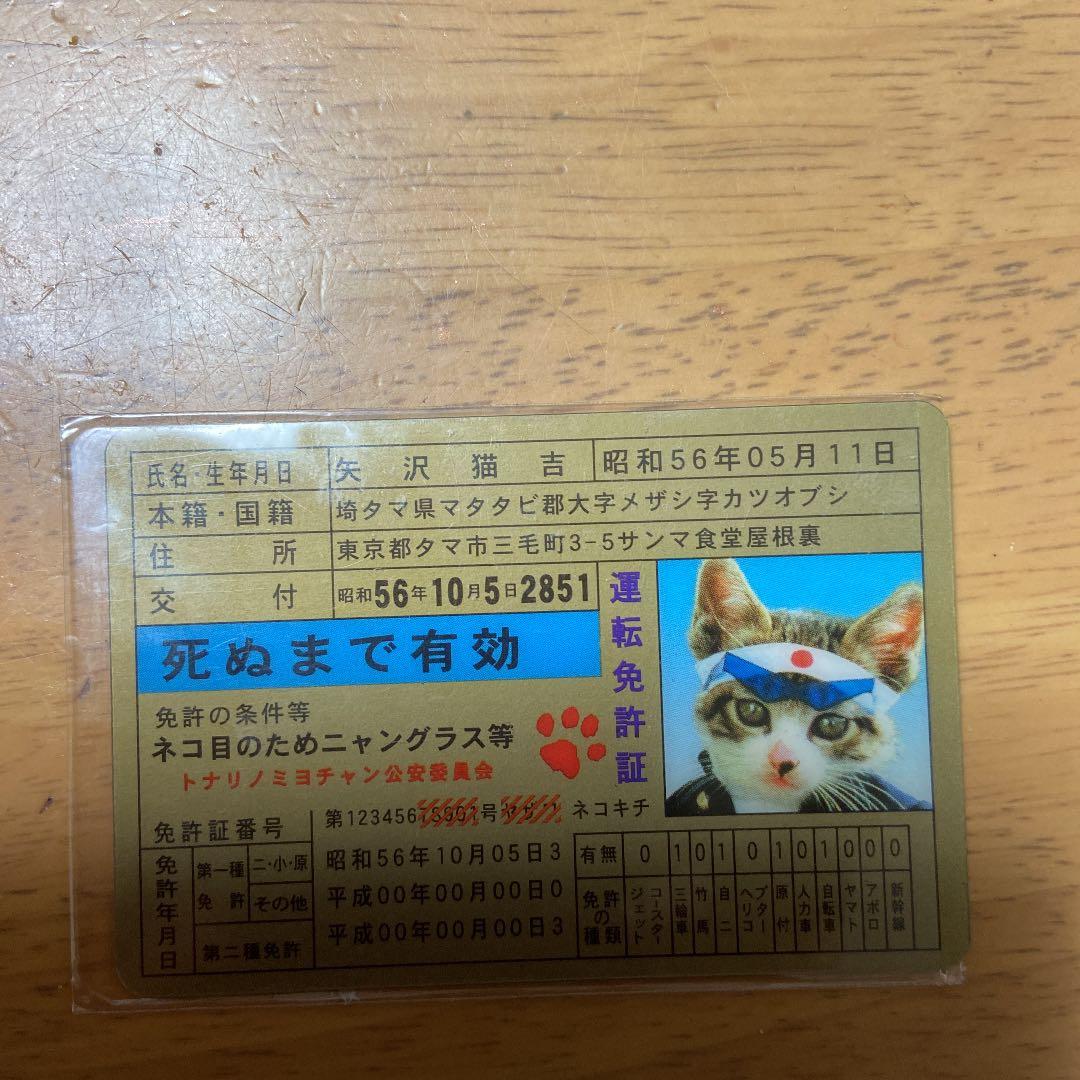 氏名・生年月日 矢沢猫吉 昭和56年05月11日
本籍・国籍 埼タマ県マタタビ郡大字メザシ字カツオブシ
住所 東京都タマ市三毛町3-5サンマ食堂屋根裏
交付 昭和56年10月5日2851
死ぬまで有効
運転免許証
免許の条件等
ネコ目のためニャングラス等
トナリノミヨチャン公安委員会
免許証番号 第123456 号 ネコキチ
免許年月日
第一種免許 二・小・原 昭和56年10月05日3
その他 平成00年00月00日0
第二種免許 平成00年00月00日3
有無 0 1 0 1 0 1 0 1 0 0 0
免許の種類 コースタージェット 三輪車 竹馬 自二 ブターヘリコ 原付 人力車 自転車 ヤマト アポロ 新幹線